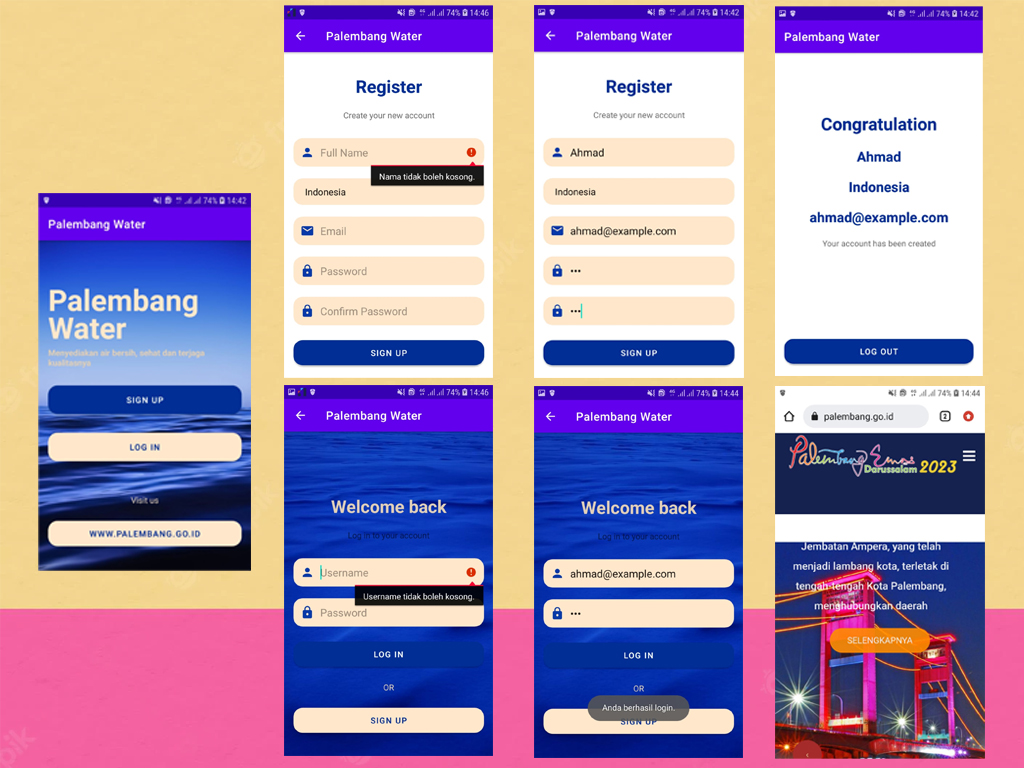 74% 14:42
Palembang Water
Palembang
Water
Menyediakan air bersih, sehat dan terjaga
kualitasnya
SIGN UP
LOG IN
Visit us
WWW.PALEMBANG.GO.ID
74% 14:46
Palembang Water
Register
Create your new account
Full Name
Nama tidak boleh kosong.
Indonesia
Email
Password
Confirm Password
SIGN UP
74% 14:42
Palembang Water
Register
Create your new account
Ahmad
Indonesia
ahmad@example.com
•••
•••
SIGN UP
74% 14:42
Palembang Water
Congratulation
Ahmad
Indonesia
ahmad@example.com
Your account has been created
LOG OUT
74% 14:46
Palembang Water
Welcome back
Log in to your account
Username
Username tidak boleh kosong.
Password
LOG IN
OR
SIGN UP
74% 14:44
Palembang Water
Welcome back
Log in to your account
ahmad@example.com
•••
LOG IN
OR
Anda berhasil login.
SIGN UP
74% 14:44
palembang.go.id
2
Palembang Emas
Darussalam 2023
Jembatan Ampera, yang telah
menjadi lambang kota, terletak di
tengah-tengah Kota Palembang,
menghubungkan daerah
SELENGKAPNYA